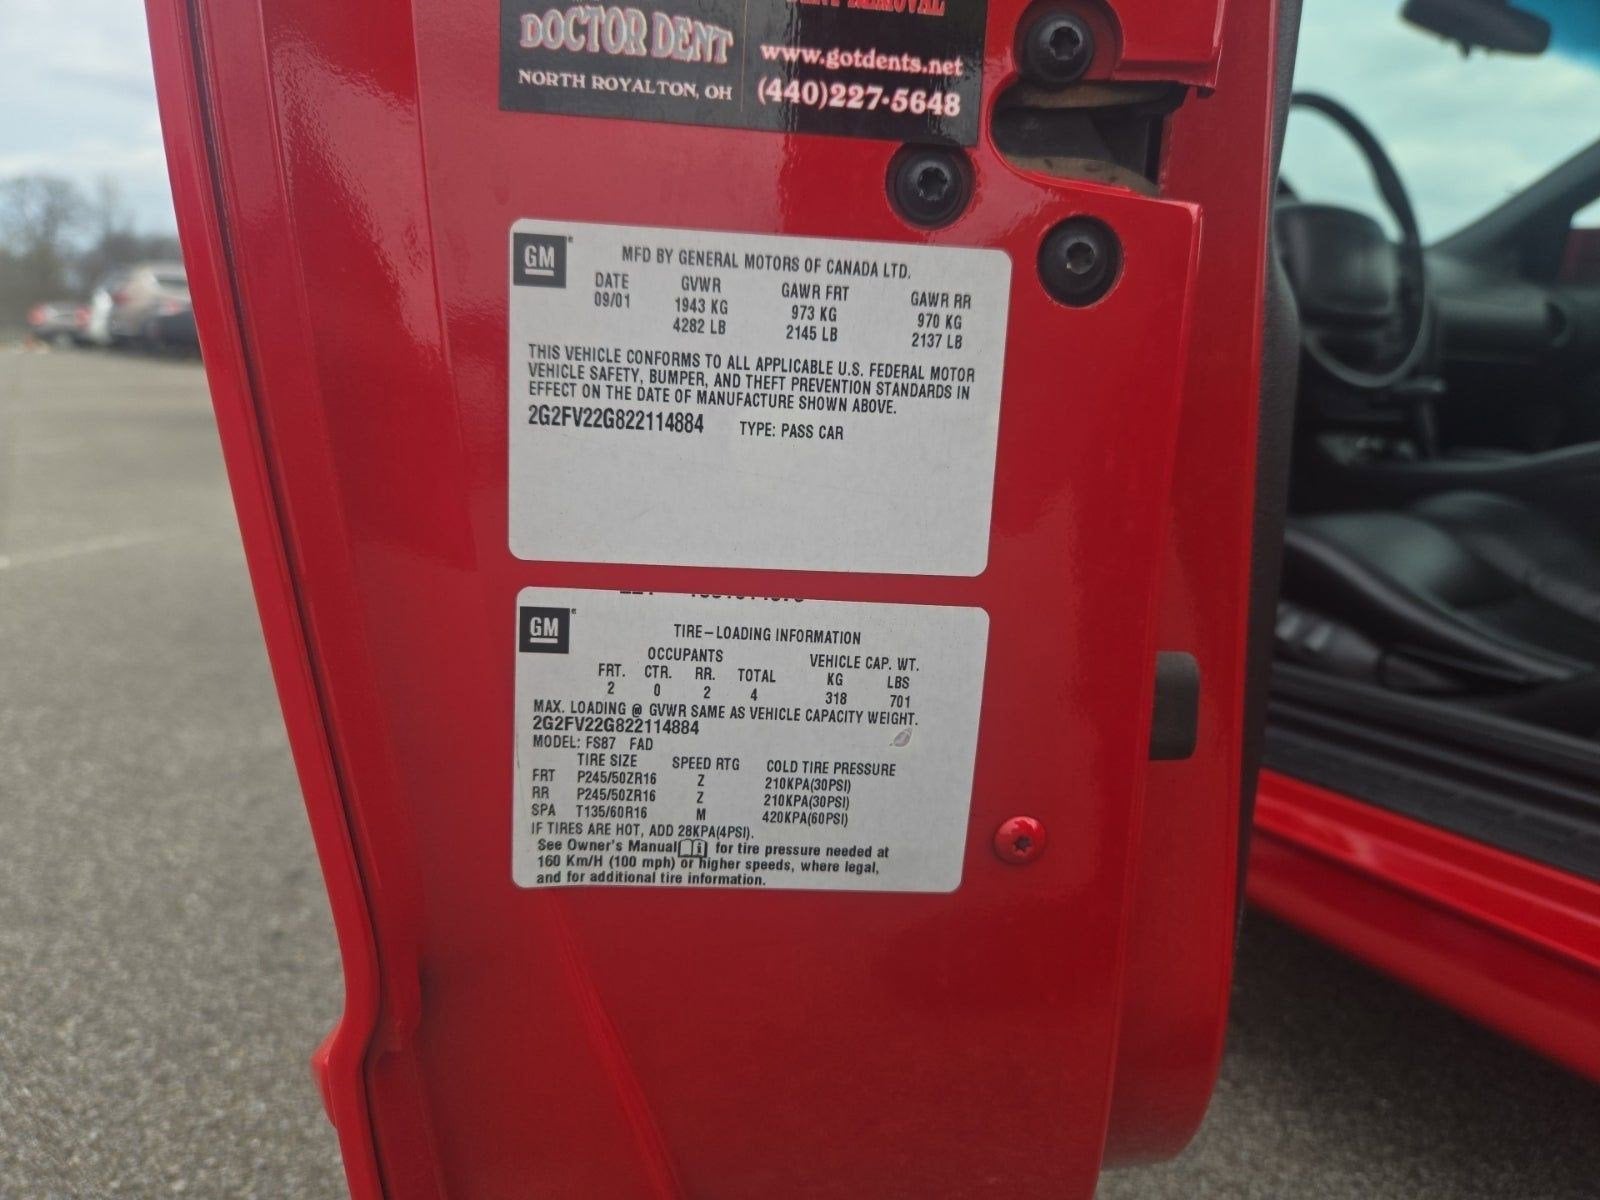 DOCTOR DENT
NORTH ROYALTON, OH
REMOVAL
www.gotdents.net
(440)227-5648
GM
MFD BY GENERAL MOTORS OF CANADA LTD.
DATE GVWR GAWR FRT GAWR RR
09/01 1943 KG 973 KG 970 KG
4282 LB 2145 LB 2137 LB
THIS VEHICLE CONFORMS TO ALL APPLICABLE U.S. FEDERAL MOTOR
VEHICLE SAFETY, BUMPER, AND THEFT PREVENTION STANDARDS IN
EFFECT ON THE DATE OF MANUFACTURE SHOWN ABOVE.
2G2FV22G822114884 TYPE: PASS CAR
GM
TIRE-LOADING INFORMATION
OCCUPANTS VEHICLE CAP. WT.
FRT. CTR. RR. TOTAL KG LBS
2 0 2 4 318 701
MAX. LOADING @ GVWR SAME AS VEHICLE CAPACITY WEIGHT.
2G2FV22G822114884
MODEL: FS87 FAD
TIRE SIZE SPEED RTG COLD TIRE PRESSURE
FRT P245/50ZR16 Z 210KPA(30PSI)
RR P245/50ZR16 Z 210KPA(30PSI)
SPA T135/60R16 M 420KPA(60PSI)
IF TIRES ARE HOT, ADD 28KPA(4PSI).
See Owner's Manual for tire pressure needed at
160 Km/H (100 mph) or higher speeds, where legal,
and for additional tire information.